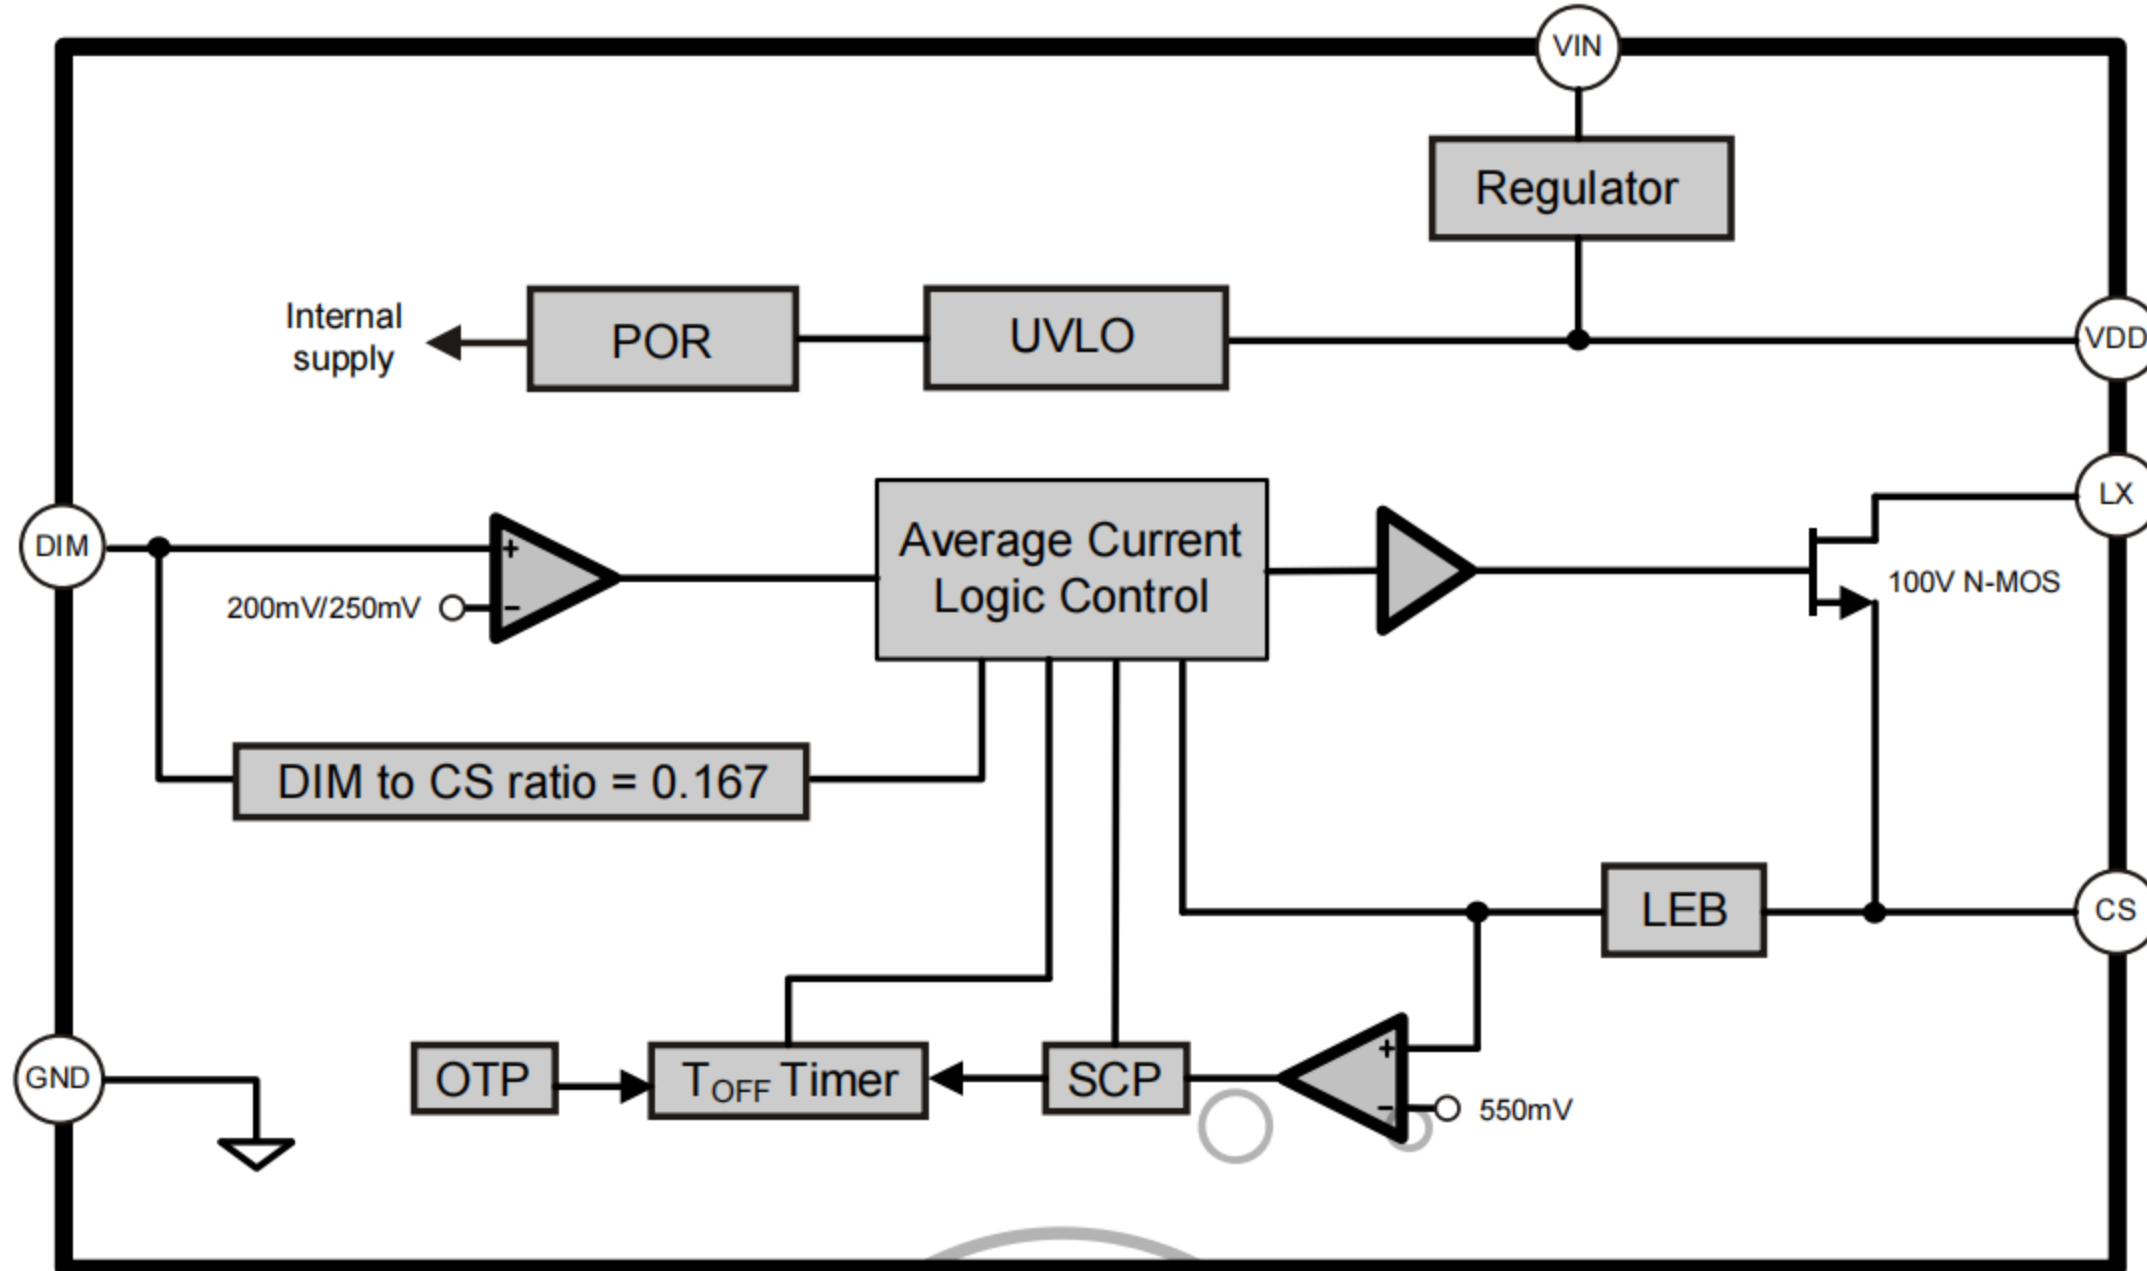 VIN
Regulator
Internal
supply
POR
UVLO
VDD
LX
DIM
+
200mV/250mV
−
Average Current
Logic Control
100V N-MOS
DIM to CS ratio = 0.167
LEB
CS
GND
OTP
TOFF Timer
SCP
+
−
550mV